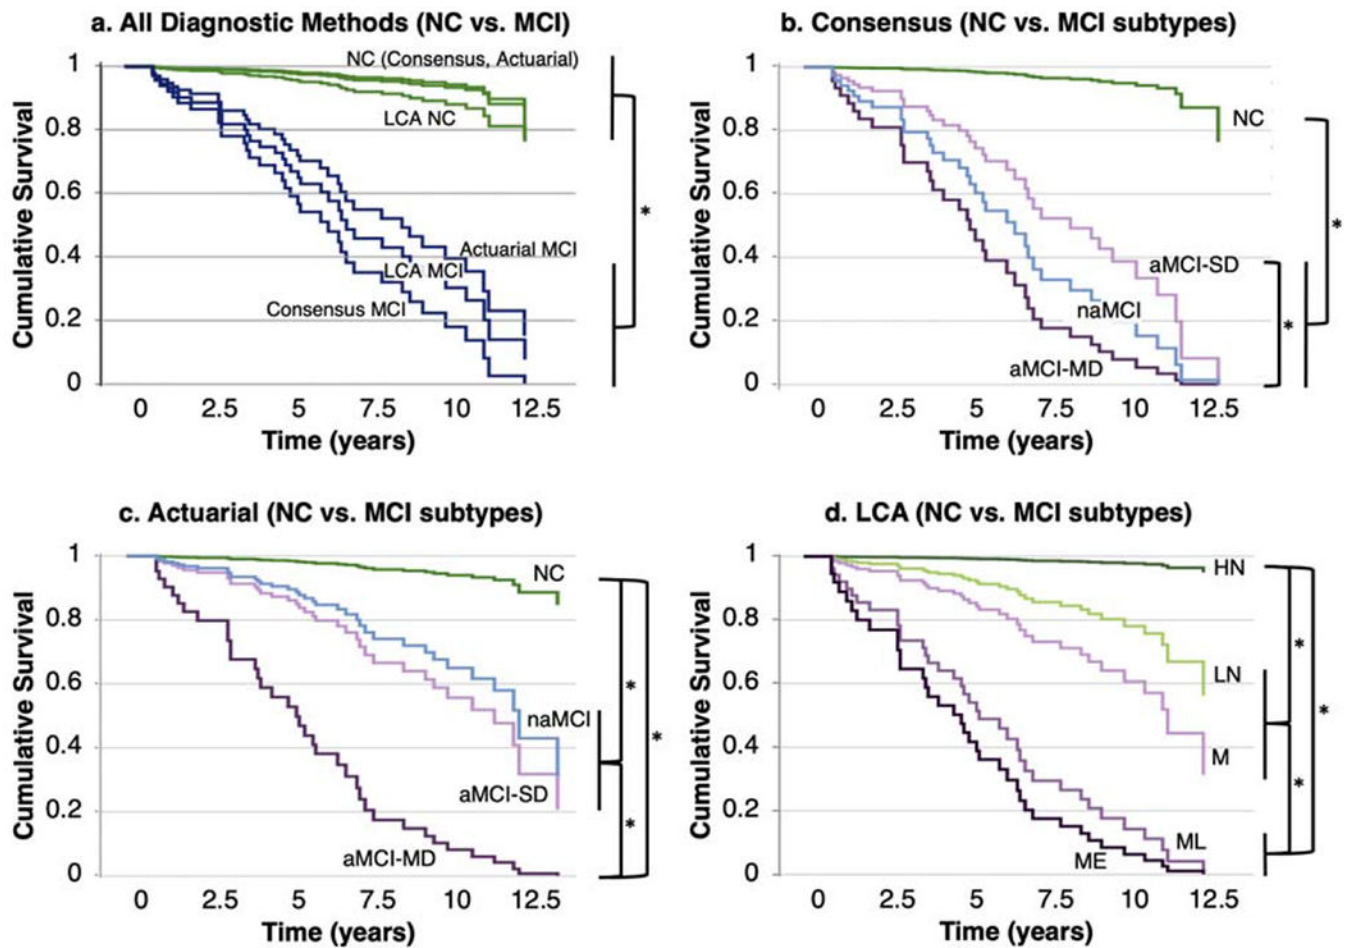 a. All Diagnostic Methods (NC vs. MCI)
Cumulative Survival
1
0.8
0.6
0.4
0.2
0
NC (Consensus, Actuarial)
LCA NC
Actuarial MCI
LCA MCI
Consensus MCI
*
0 2.5 5 7.5 10 12.5
Time (years)
b. Consensus (NC vs. MCI subtypes)
Cumulative Survival
1
0.8
0.6
0.4
0.2
0
NC
aMCI-SD
naMCI
aMCI-MD
*
*
0 2.5 5 7.5 10 12.5
Time (years)
c. Actuarial (NC vs. MCI subtypes)
Cumulative Survival
1
0.8
0.6
0.4
0.2
0
NC
naMCI
aMCI-SD
aMCI-MD
*
*
*
0 2.5 5 7.5 10 12.5
Time (years)
d. LCA (NC vs. MCI subtypes)
Cumulative Survival
1
0.8
0.6
0.4
0.2
0
HN
LN
M
ML
ME
*
*
*
0 2.5 5 7.5 10 12.5
Time (years)